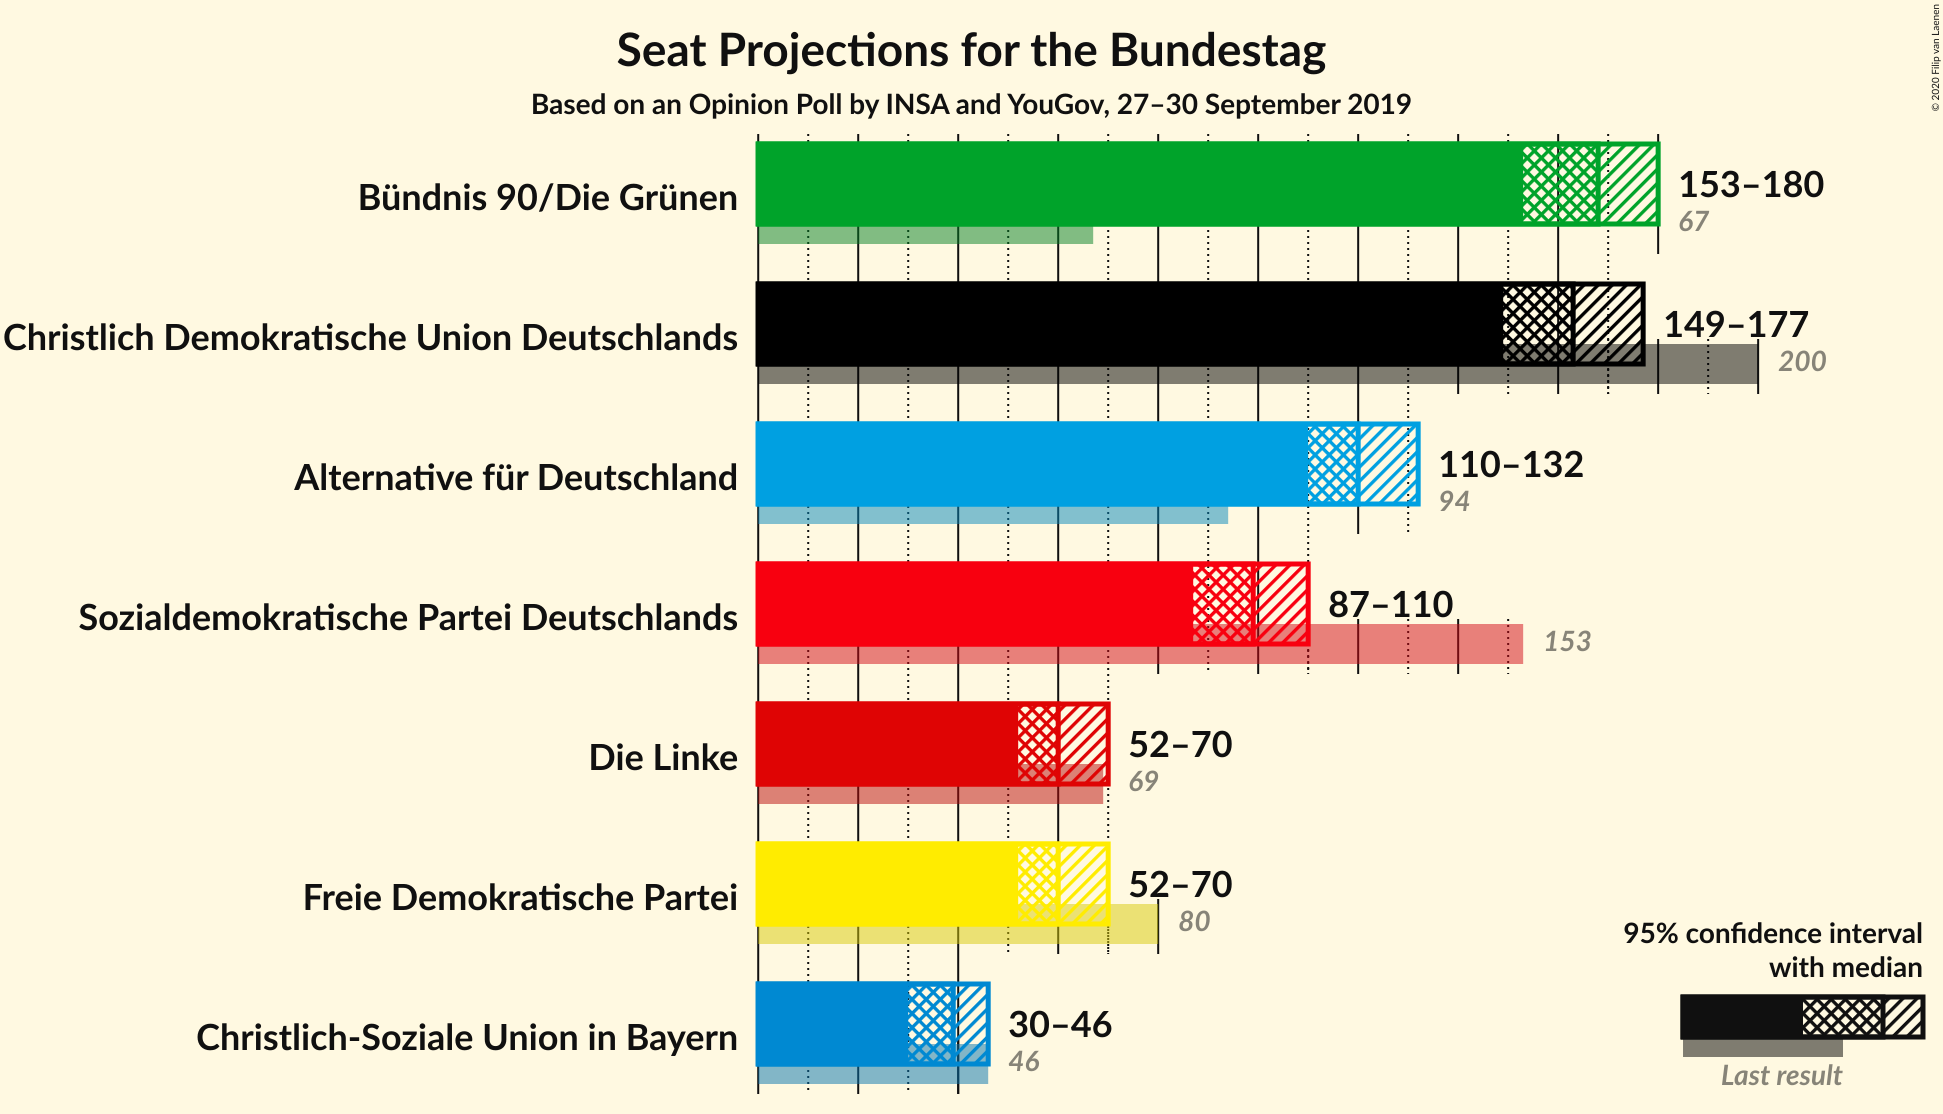 Seat Projections for the Bundestag
Based on an Opinion Poll by INSA and YouGov, 27–30 September 2019
© 2020 Filip van Laenen
Bündnis 90/Die Grünen
153–180
67
Christlich Demokratische Union Deutschlands
149–177
200
Alternative für Deutschland
110–132
94
Sozialdemokratische Partei Deutschlands
87–110
153
Die Linke
52–70
69
Freie Demokratische Partei
52–70
80
Christlich-Soziale Union in Bayern
30–46
46
95% confidence interval
with median
Last result